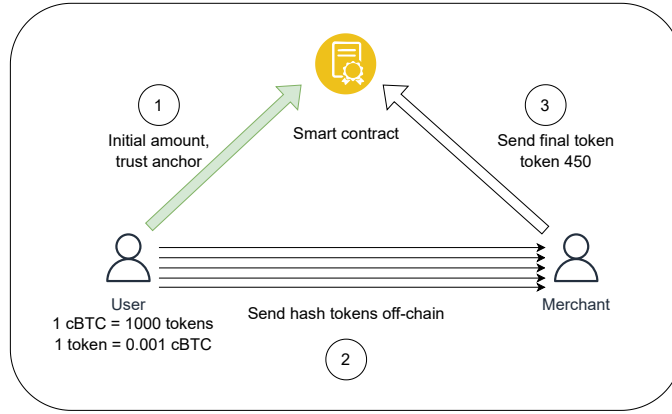 1
Initial amount,
trust anchor
Smart contract
3
Send final token
token 450
User
1 cBTC = 1000 tokens
1 token = 0.001 cBTC
Send hash tokens off-chain
2
Merchant